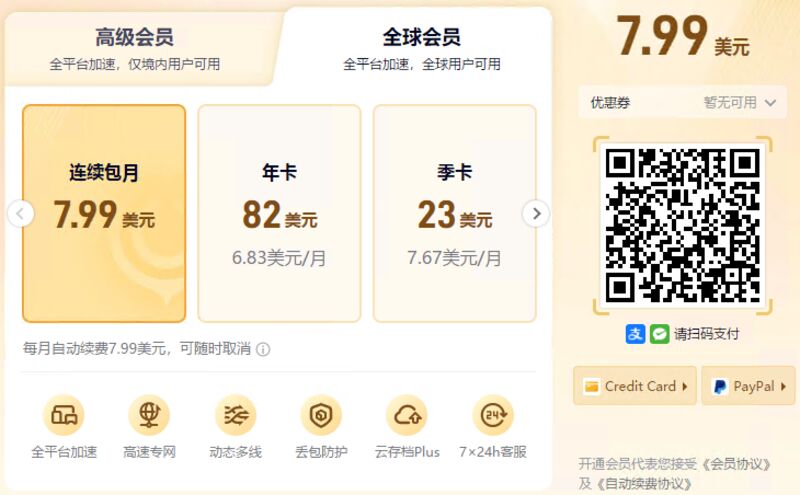 高级会员
全平台加速，仅境内用户可用
全球会员
全平台加速，全球用户可用
连续包月
7.99 美元
年卡
82 美元
6.83美元/月
季卡
23 美元
7.67美元/月
每月自动续费7.99美元，可随时取消
全平台加速
高速专网
动态多线
丢包防护
云存档Plus
24
7×24h客服
7.99 美元
优惠券
暂无可用
支
请扫码支付
Credit Card
PayPal
开通会员代表您接受《会员协议》
及《自动续费协议》